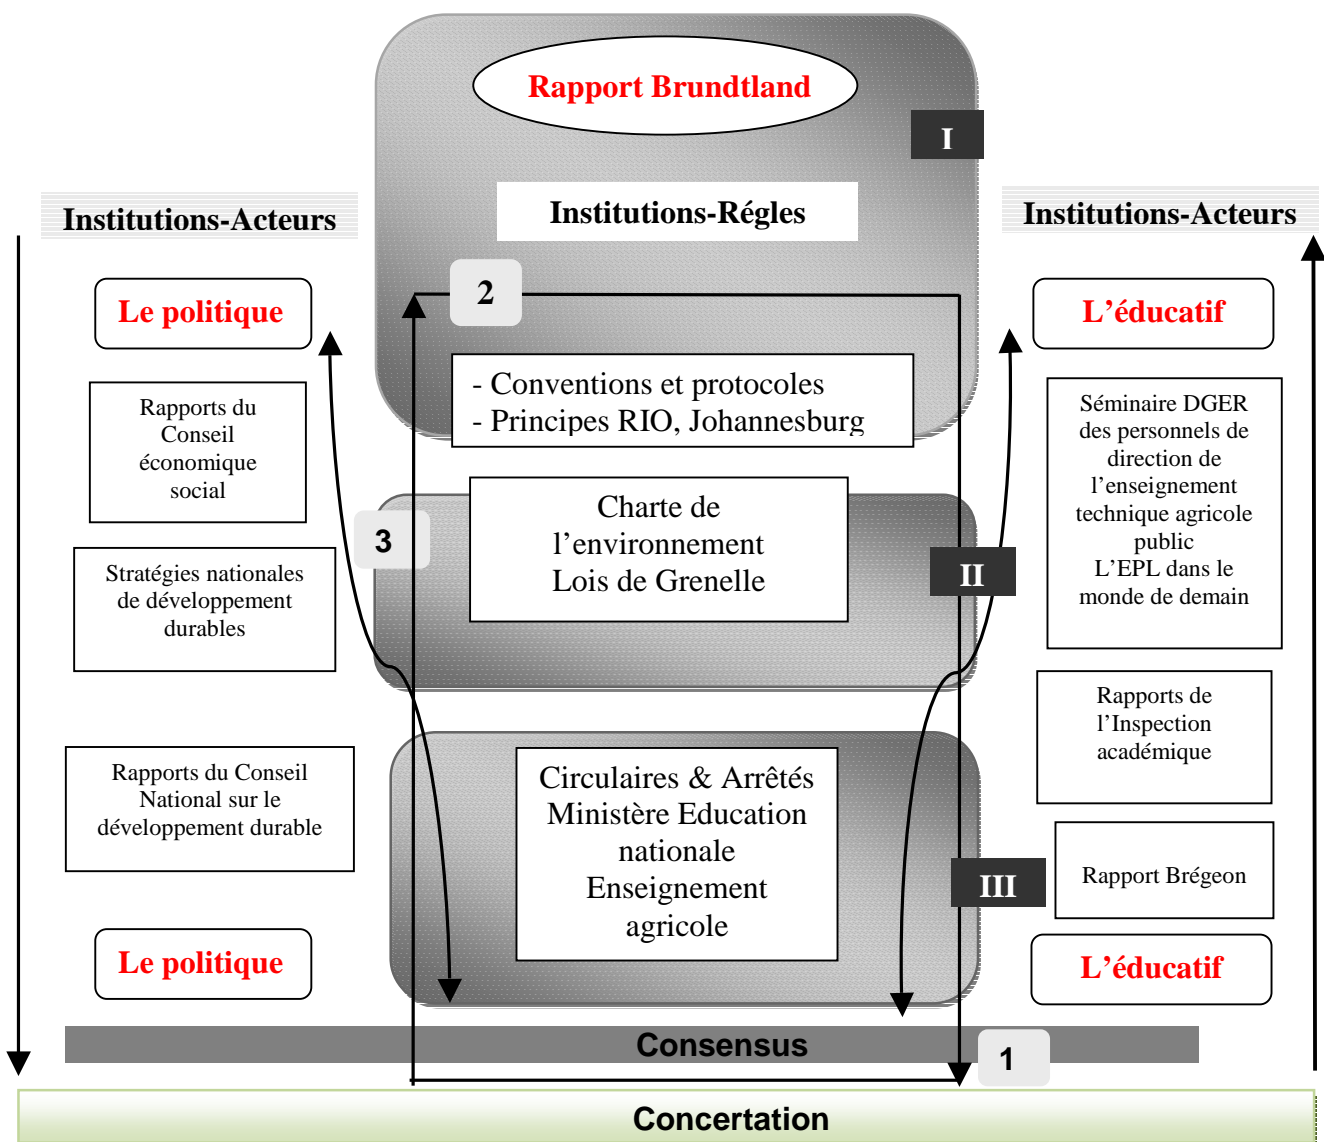 Rapport Brundtland
I
Institutions-Acteurs
Institutions-Régles
Institutions-Acteurs
2
Le politique
L’éducatif
- Conventions et protocoles
- Principes RIO, Johannesburg
Rapports du
Conseil
économique
social
Séminaire DGER
des personnels de
direction de
l’enseignement
technique agricole
public
L’EPL dans le
monde de demain
3
Charte de
l’environnement
Lois de Grenelle
II
Stratégies nationales
de développement
durables
Rapports de
l’Inspection
académique
Rapports du Conseil
National sur le
développement durable
Circulaires & Arrêtés
Ministère Education
nationale
Enseignement
agricole
III
Rapport Brégeon
Le politique
L’éducatif
Consensus
1
Concertation